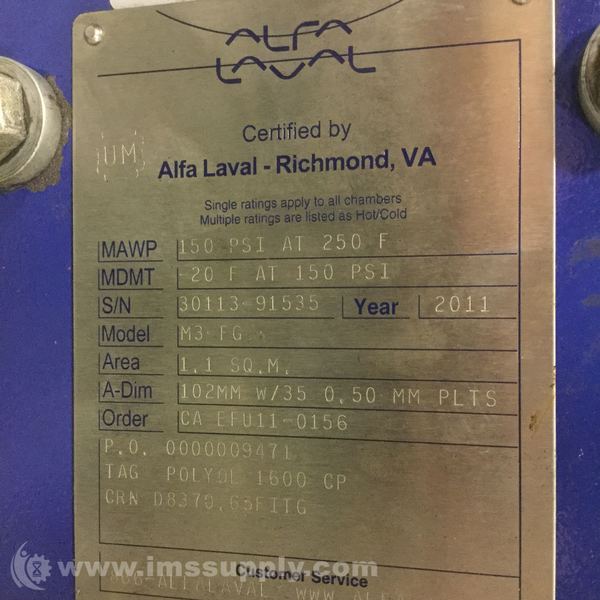 ALFA
LAVAL
UM
Certified by
Alfa Laval - Richmond, VA
Single ratings apply to all chambers
Multiple ratings are listed as Hot/Cold
MAWP 150 PSI AT 250 F
MDMT -20 F AT 150 PSI
S/N 30113-91535 Year 2011
Model M3-FG
Area 1.1 SQ.M.
A-Dim 102MM W/35 0.50 MM PLTS
Order CA-EFU11-0156
P.O. 0000009471
TAG POLYOL 1600 CP
CRN D8370.65FITG
www.imssupply.com
Customer Service